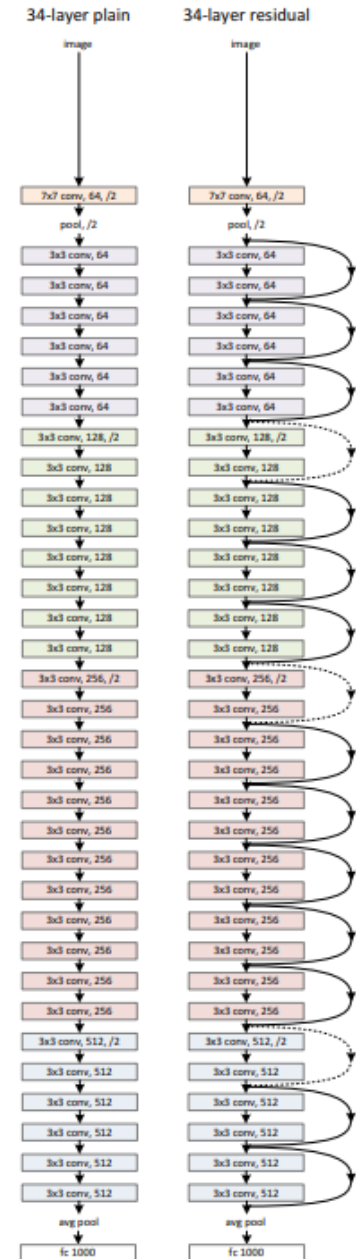 34-layer plain
image
7x7 conv, 64, /2
pool, /2
3x3 conv, 64
3x3 conv, 64
3x3 conv, 64
3x3 conv, 64
3x3 conv, 64
3x3 conv, 64
3x3 conv, 128, /2
3x3 conv, 128
3x3 conv, 128
3x3 conv, 128
3x3 conv, 128
3x3 conv, 128
3x3 conv, 128
3x3 conv, 128
3x3 conv, 256, /2
3x3 conv, 256
3x3 conv, 256
3x3 conv, 256
3x3 conv, 256
3x3 conv, 256
3x3 conv, 256
3x3 conv, 256
3x3 conv, 256
3x3 conv, 256
3x3 conv, 256
3x3 conv, 256
3x3 conv, 512, /2
3x3 conv, 512
3x3 conv, 512
3x3 conv, 512
3x3 conv, 512
3x3 conv, 512
avg pool
fc 1000
34-layer residual
image
7x7 conv, 64, /2
pool, /2
3x3 conv, 64
3x3 conv, 64
3x3 conv, 64
3x3 conv, 64
3x3 conv, 64
3x3 conv, 64
3x3 conv, 128, /2
3x3 conv, 128
3x3 conv, 128
3x3 conv, 128
3x3 conv, 128
3x3 conv, 128
3x3 conv, 128
3x3 conv, 128
3x3 conv, 256, /2
3x3 conv, 256
3x3 conv, 256
3x3 conv, 256
3x3 conv, 256
3x3 conv, 256
3x3 conv, 256
3x3 conv, 256
3x3 conv, 256
3x3 conv, 256
3x3 conv, 256
3x3 conv, 256
3x3 conv, 512, /2
3x3 conv, 512
3x3 conv, 512
3x3 conv, 512
3x3 conv, 512
3x3 conv, 512
avg pool
fc 1000